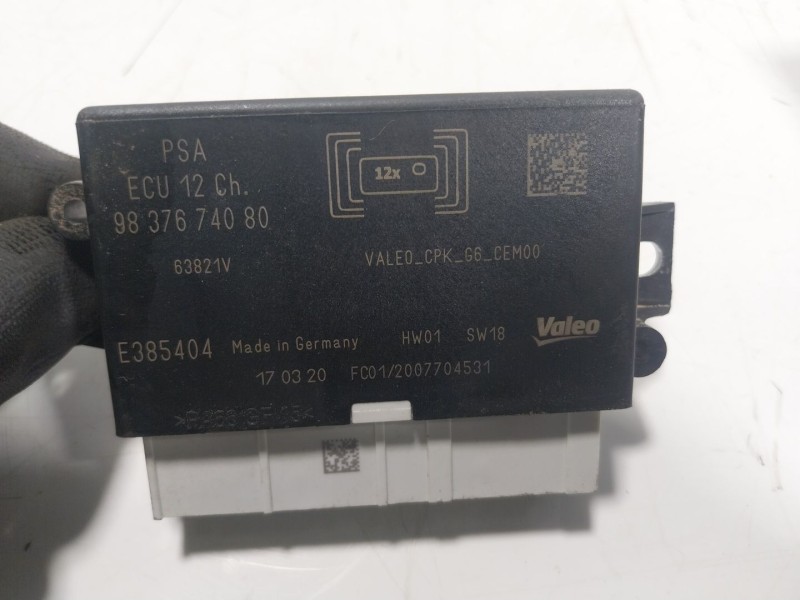 PSA
ECU 12 Ch.
98 376 740 80
63821V
12x
VALEO_CPK_G6_CEM00
E385404 Made in Germany HW01 SW18 Valeo
17 03 20 FC01/2007704531